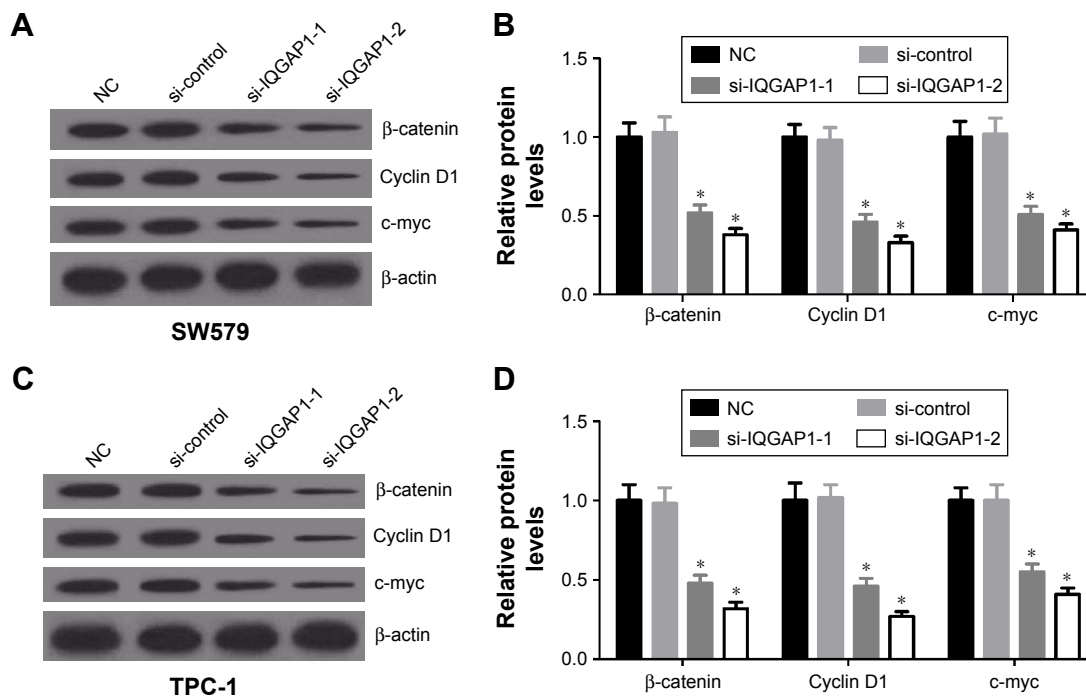 A
NC
si-control
si-IQGAP1-1
si-IQGAP1-2
β-catenin
Cyclin D1
c-myc
β-actin
SW579
B
NC
si-control
si-IQGAP1-1
si-IQGAP1-2
Relative protein
levels
1.5
1.0
0.5
0.0
* * * * * *
β-catenin
Cyclin D1
c-myc
C
NC
si-control
si-IQGAP1-1
si-IQGAP1-2
β-catenin
Cyclin D1
c-myc
β-actin
TPC-1
D
NC
si-control
si-IQGAP1-1
si-IQGAP1-2
Relative protein
levels
1.5
1.0
0.5
0.0
* * * * * *
β-catenin
Cyclin D1
c-myc